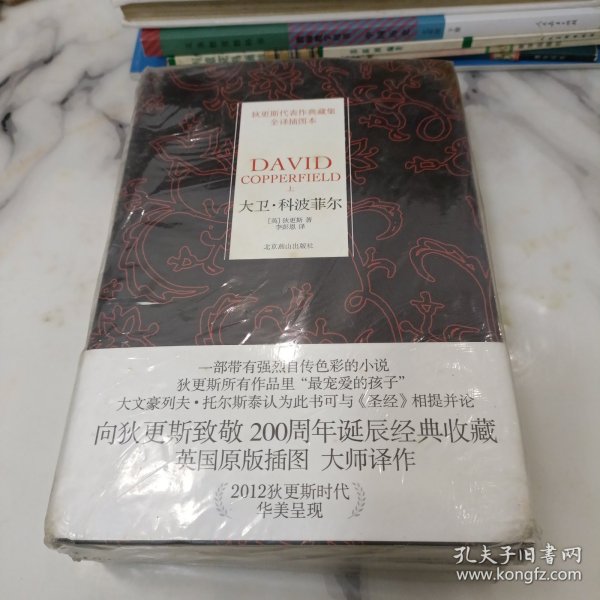 狄更斯代表作典藏集
全译插图本
DAVID
COPPERFIELD
上
大卫·科波菲尔
[英]狄更斯 著
李彭恩 译
北京燕山出版社
一部带有强烈自传色彩的小说
狄更斯所有作品里“最宠爱的孩子”
大文豪列夫·托尔斯泰认为此书可与《圣经》相提并论
向狄更斯致敬 200周年诞辰经典收藏
英国原版插图 大师译作
2012狄更斯时代
华美呈现
孔夫子旧书网
www.kongfz.com